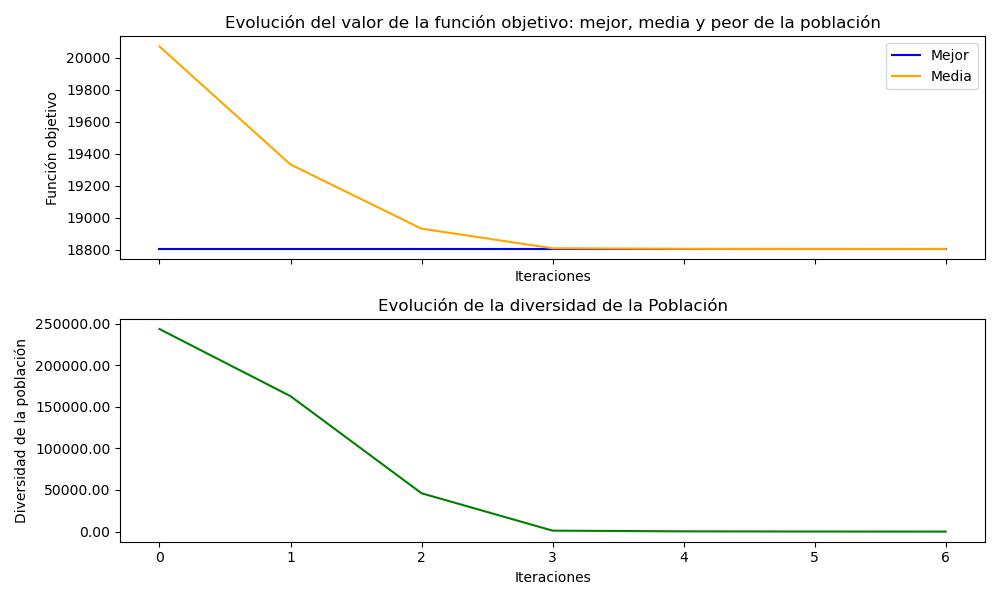 Evolución del valor de la función objetivo: mejor, media y peor de la población
Función objetivo
20000
19800
19600
19400
19200
19000
18800
Mejor
Media
Iteraciones
Evolución de la diversidad de la Población
Diversidad de la población
250000.00
200000.00
150000.00
100000.00
50000.00
0.00
0 1 2 3 4 5 6
Iteraciones